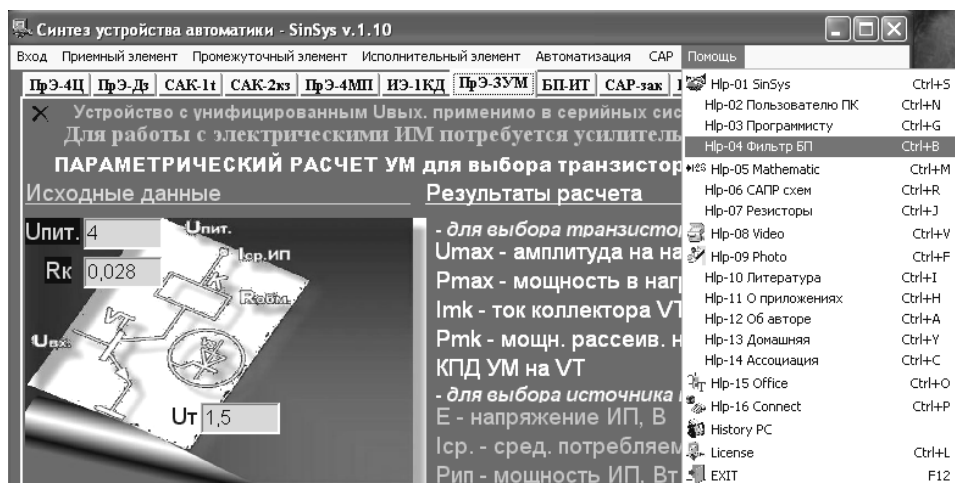 Синтез устройства автоматики - SinSys v.1.10
Вход Приемный элемент Промежуточный элемент Исполнительный элемент Автоматизация САР Помощь
ПрЭ-4Ц ПрЭ-Дз САК-1t САК-2кз ПрЭ-4МП ИЭ-1КД ПрЭ-3УМ БП-ИТ САР-зак
Устройство с унифицированным Uвых. применимо в серийных сис
Для работы с электрическими ИМ потребуется усилитель
ПАРАМЕТРИЧЕСКИЙ РАСЧЕТ УМ для выбора транзистор
Исходные данные
Uпит. 4
Rк 0,028
Uпит.
Iср.ИП
К
Rобм.
VT
Uвх.
Uт 1,5
Результаты расчета
- для выбора транзисто
Umax - амплитуда на на
Pmax - мощность в наг
Imk - ток коллектора VT
Pmk - мощн. рассеив. н
КПД УМ на VT
- для выбора источника
E - напряжение ИП, В
Iср. - сред. потребляем
Рип - мощность ИП, Вт
Hlp-01 SinSys Ctrl+S
Hlp-02 Пользователю ПК Ctrl+N
Hlp-03 Программисту Ctrl+G
Hlp-04 Фильтр БП Ctrl+B
Hlp-05 Mathematic Ctrl+M
Hlp-06 САПР схем Ctrl+R
Hlp-07 Резисторы Ctrl+J
Hlp-08 Video Ctrl+V
Hlp-09 Photo Ctrl+F
Hlp-10 Литература Ctrl+I
Hlp-11 О приложениях Ctrl+H
Hlp-12 Об авторе Ctrl+A
Hlp-13 Домашняя Ctrl+Y
Hlp-14 Ассоциация Ctrl+C
Hlp-15 Office Ctrl+O
Hlp-16 Connect Ctrl+P
History PC
License Ctrl+L
EXIT F12